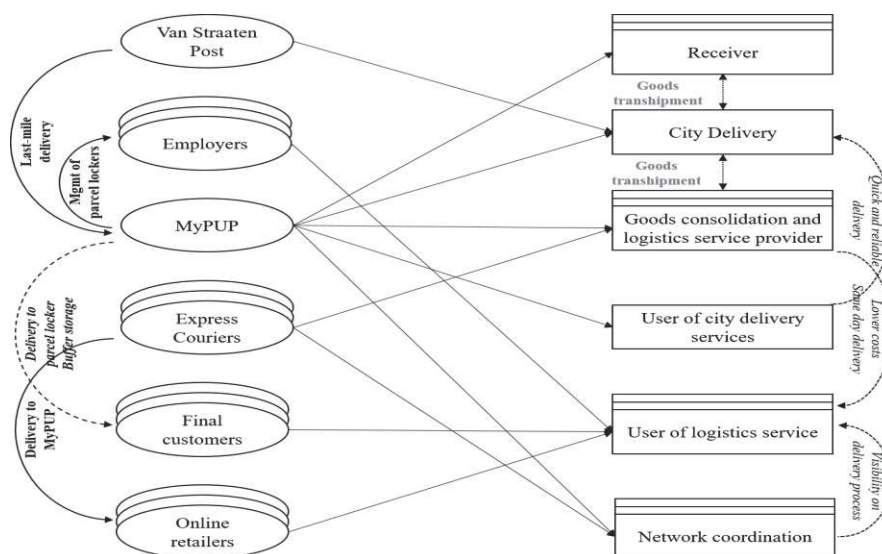 Van Straaten
Post
Employers
MyPUP
Express
Couriers
Final
customers
Online
retailers
Last-mile
delivery
Mgmt of
parcel lockers
Delivery to
parcel locker
Buffer storage
Delivery to
MyPUP
Receiver
Goods
transhipment
City Delivery
Goods
transhipment
Goods consolidation and
logistics service provider
User of city delivery
services
User of logistics service
Network coordination
Quick and reliable
delivery
Lower costs
Same day delivery
Visibility on
delivery process